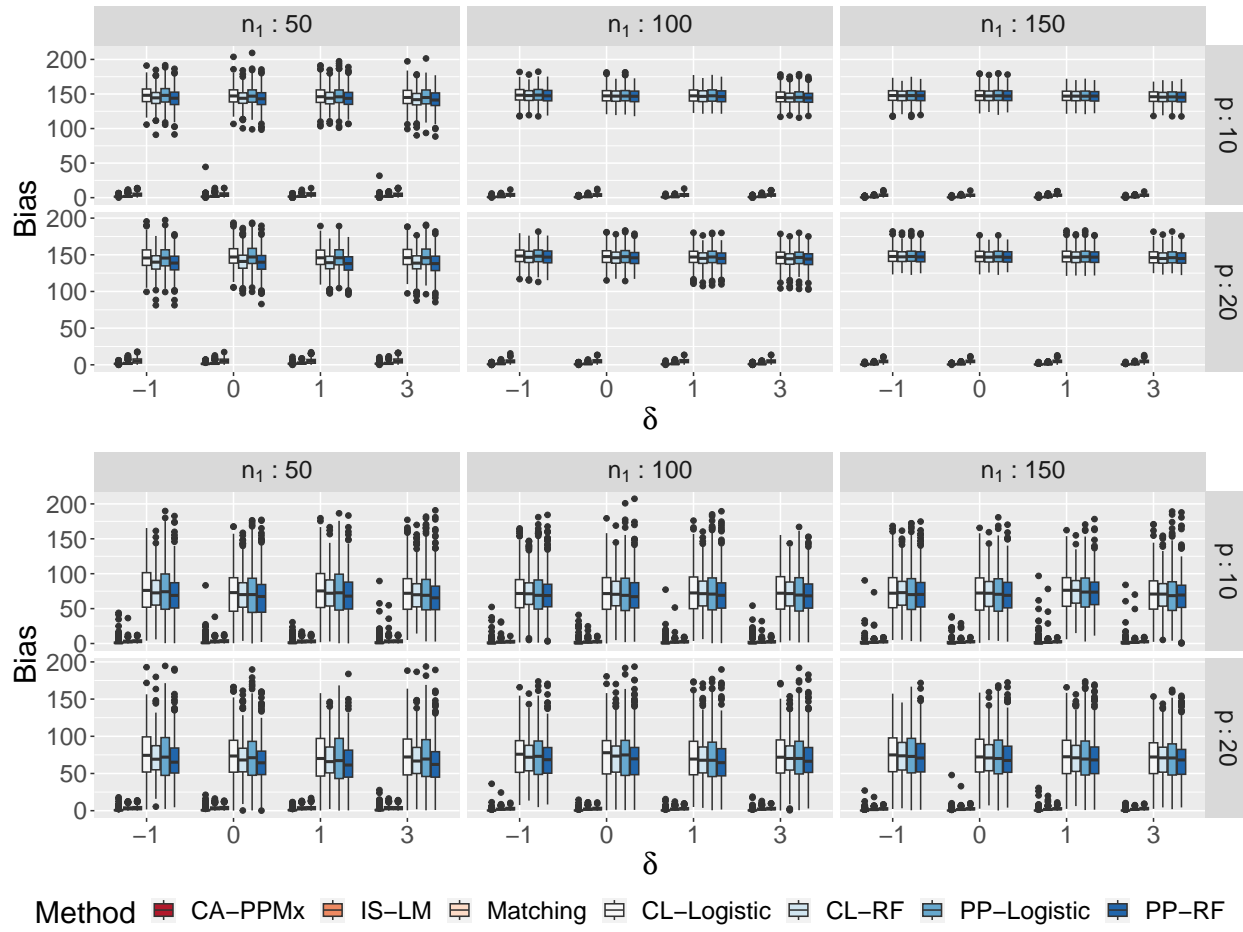 n₁ : 50 n₁ : 100 n₁ : 150
200
150
100
50
0
p : 10
200
150
100
50
0
p : 20
Bias
−1 0 1 3 −1 0 1 3 −1 0 1 3
δ
n₁ : 50 n₁ : 100 n₁ : 150
200
150
100
50
0
p : 10
200
150
100
50
0
p : 20
Bias
−1 0 1 3 −1 0 1 3 −1 0 1 3
δ
Method CA−PPMx IS−LM Matching CL−Logistic CL−RF PP−Logistic PP−RF